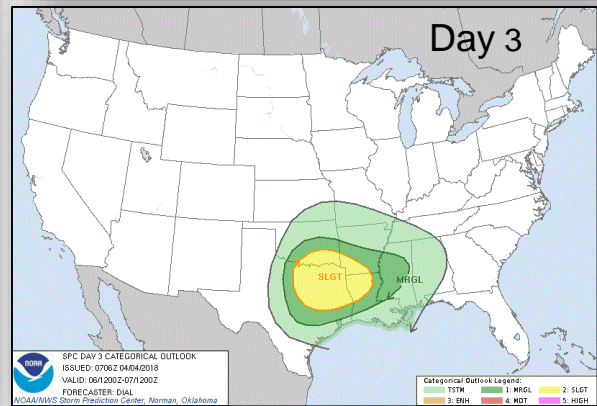 Day 3
SLGT
MRGL
NOAA
SPC DAY 3 CATEGORICAL OUTLOOK
ISSUED: 0706Z 04/04/2018
VALID: 06/1200Z-07/1200Z
FORECASTER: DIAL
NOAA/NWS Storm Prediction Center, Norman, Oklahoma
Categorical Outlook Legend:
TSTM 1: MRGL 2: SLGT
3: ENH 4: MDT 5: HIGH